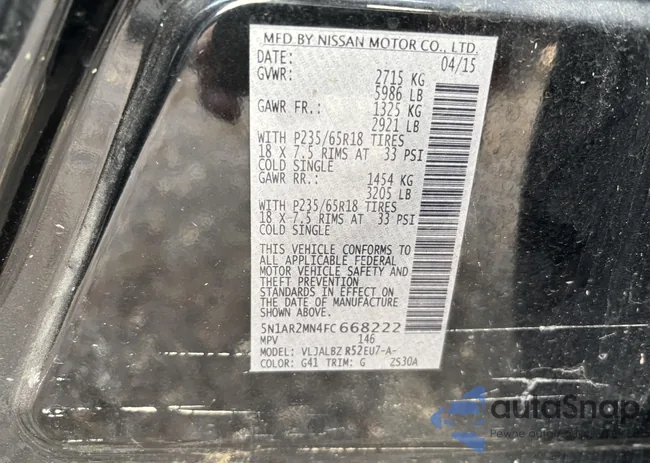 MFD BY NISSAN MOTOR CO., LTD.
DATE: 04/15
GVWR: 2715 KG
5986 LB
GAWR FR.: 1325 KG
2921 LB
WITH P235/65R18 TIRES
18 X 7.5 RIMS AT 33 PSI
COLD SINGLE
GAWR RR.: 1454 KG
3205 LB
WITH P235/65R18 TIRES
18 X 7.5 RIMS AT 33 PSI
COLD SINGLE
THIS VEHICLE CONFORMS TO
ALL APPLICABLE FEDERAL
MOTOR VEHICLE SAFETY AND
THEFT PREVENTION
STANDARDS IN EFFECT ON
THE DATE OF MANUFACTURE
SHOWN ABOVE.
5N1AR2MN4FC668222
MPV 146
MODEL: VLJALBZ R52EU7-A-
COLOR: G41 TRIM: G ZS30A
autaSnap
Pewne auto